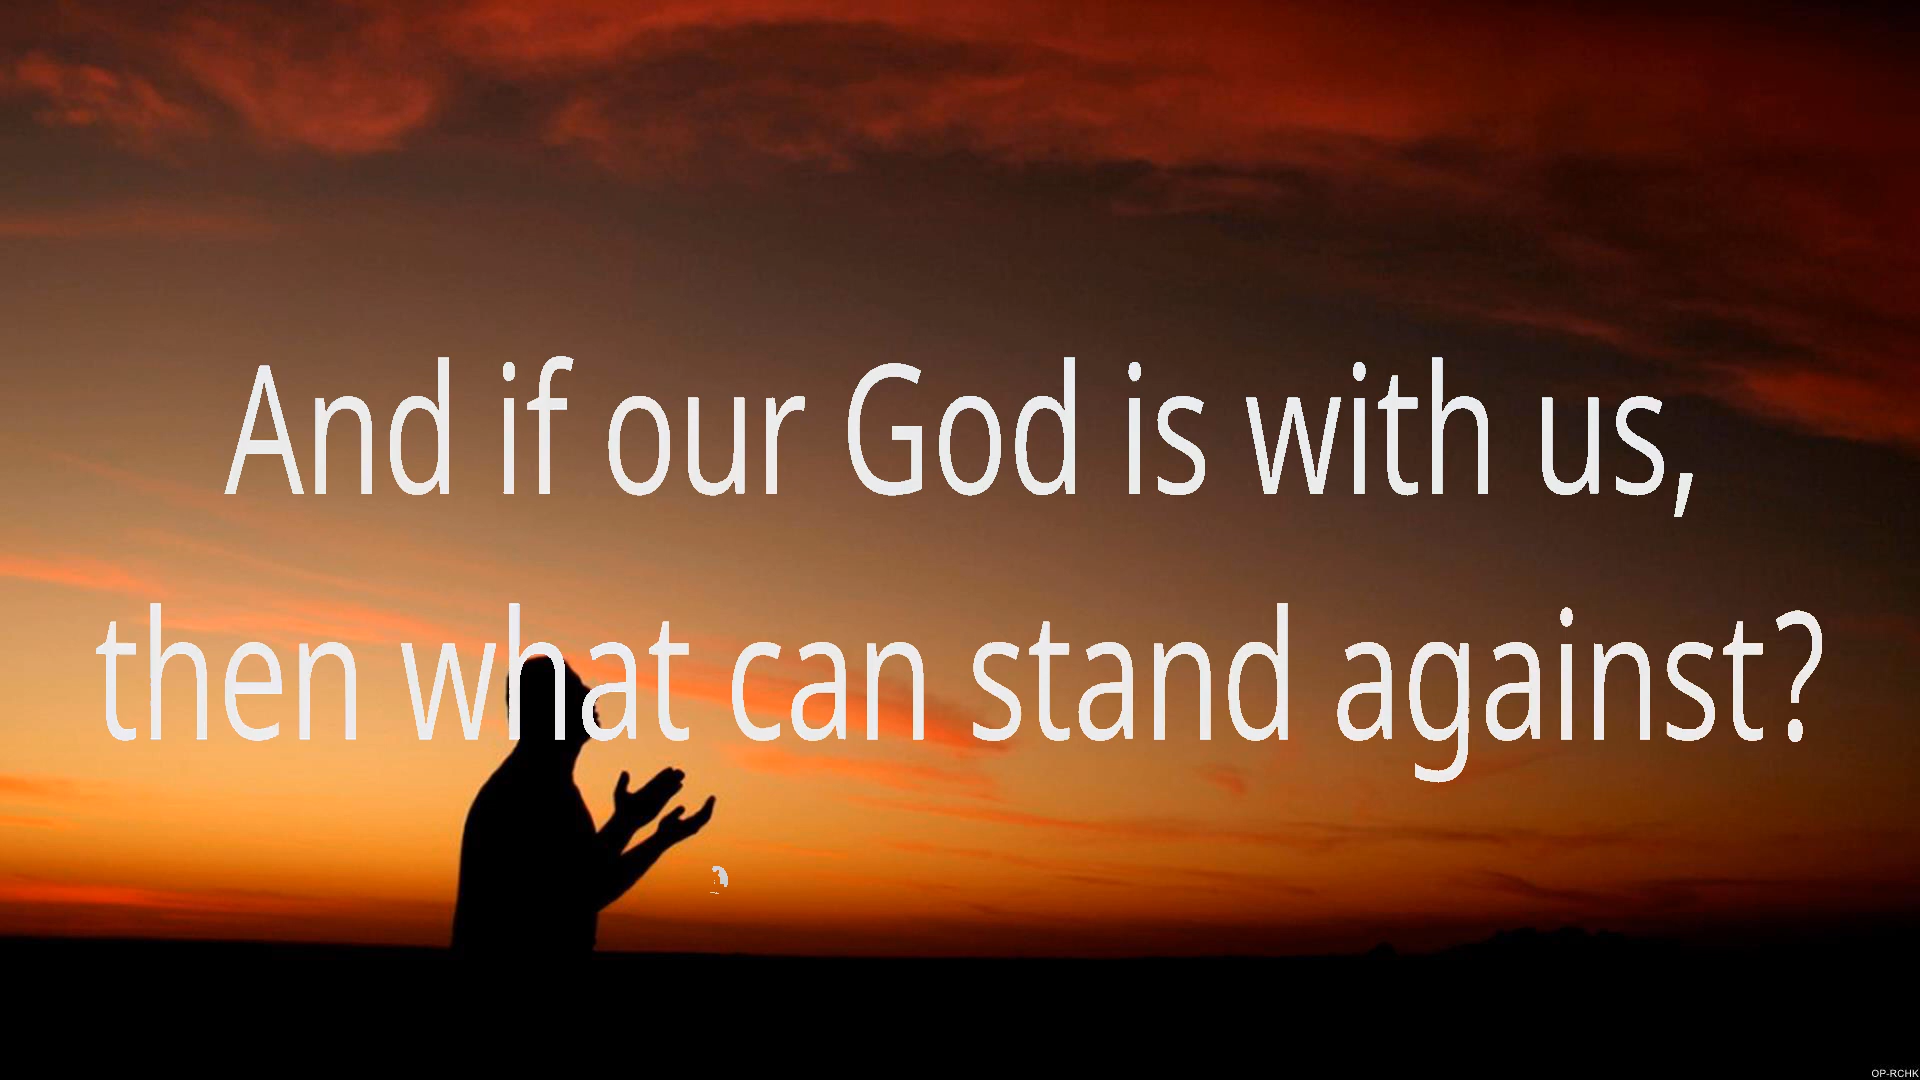 And if our God is with us,
then what can stand against?
OP-RCHK